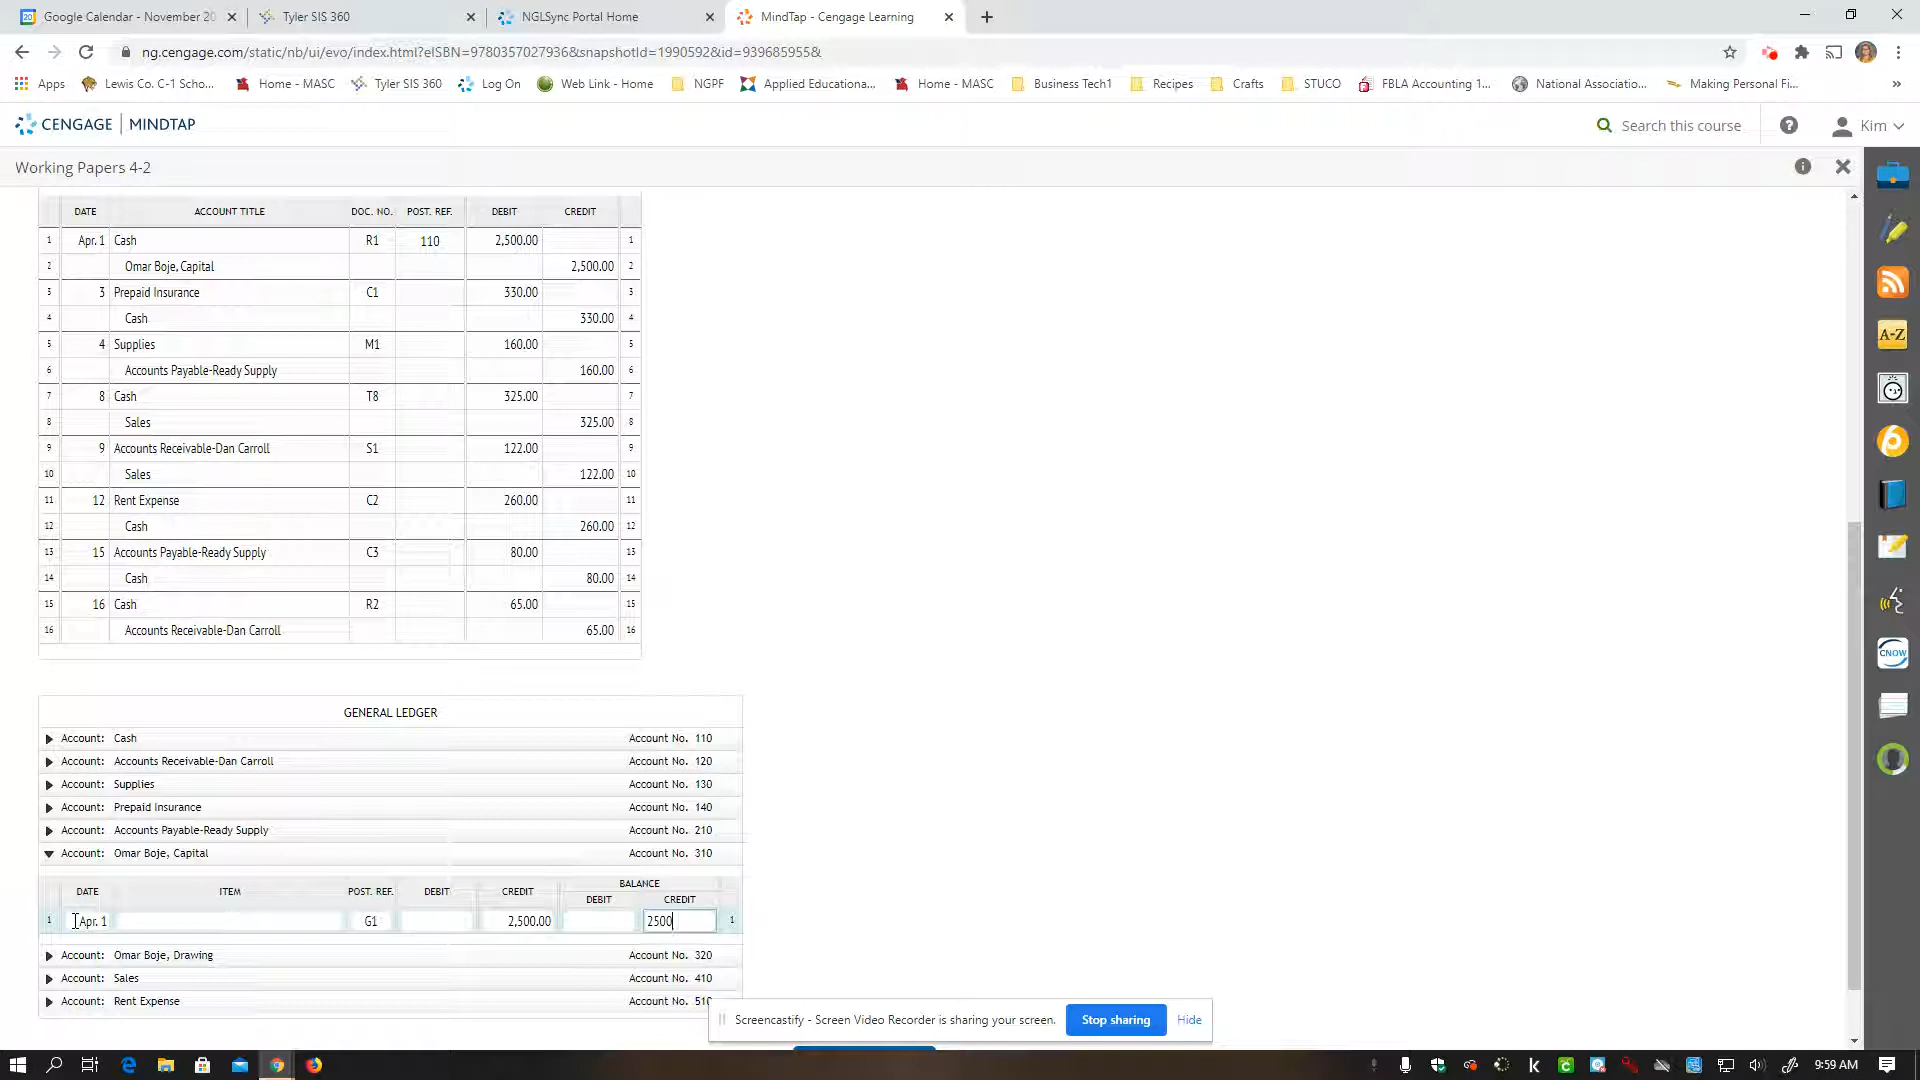 Google Calendar - November 20
Tyler SIS 360
NGLSync Portal Home
MindTap - Cengage Learning
ng.cengage.com/static/nb/ui/evo/index.html?eISBN=9780357027936&snapshotId=1990592&id=939685955&
Apps Lewis Co. C-1 Scho... Home - MASC Tyler SIS 360 Log On Web Link - Home NGPF Applied Educationa... Home - MASC Business Tech1 Recipes Crafts STUCO FBLA Accounting 1... National Associatio... Making Personal Fi... »
CENGAGE | MINDTAP Search this course Kim
Working Papers 4-2
DATE ACCOUNT TITLE DOC. NO. POST. REF. DEBIT CREDIT
1 Apr. 1 Cash R1 110 2,500.00 1
2 Omar Boje, Capital 2,500.00 2
3 3 Prepaid Insurance C1 330.00 3
4 Cash 330.00 4
5 4 Supplies M1 160.00 5
6 Accounts Payable-Ready Supply 160.00 6
7 8 Cash T8 325.00 7
8 Sales 325.00 8
9 9 Accounts Receivable-Dan Carroll S1 122.00 9
10 Sales 122.00 10
11 12 Rent Expense C2 260.00 11
12 Cash 260.00 12
13 15 Accounts Payable-Ready Supply C3 80.00 13
14 Cash 80.00 14
15 16 Cash R2 65.00 15
16 Accounts Receivable-Dan Carroll 65.00 16
GENERAL LEDGER
Account: Cash Account No. 110
Account: Accounts Receivable-Dan Carroll Account No. 120
Account: Supplies Account No. 130
Account: Prepaid Insurance Account No. 140
Account: Accounts Payable-Ready Supply Account No. 210
Account: Omar Boje, Capital Account No. 310
BALANCE
DATE ITEM POST. REF. DEBIT CREDIT DEBIT CREDIT
1 Apr. 1 G1 2,500.00 2500 1
Account: Omar Boje, Drawing Account No. 320
Account: Sales Account No. 410
Account: Rent Expense Account No. 510
Screencastify - Screen Video Recorder is sharing your screen. Stop sharing Hide
A-Z
CNOW
9:59 AM